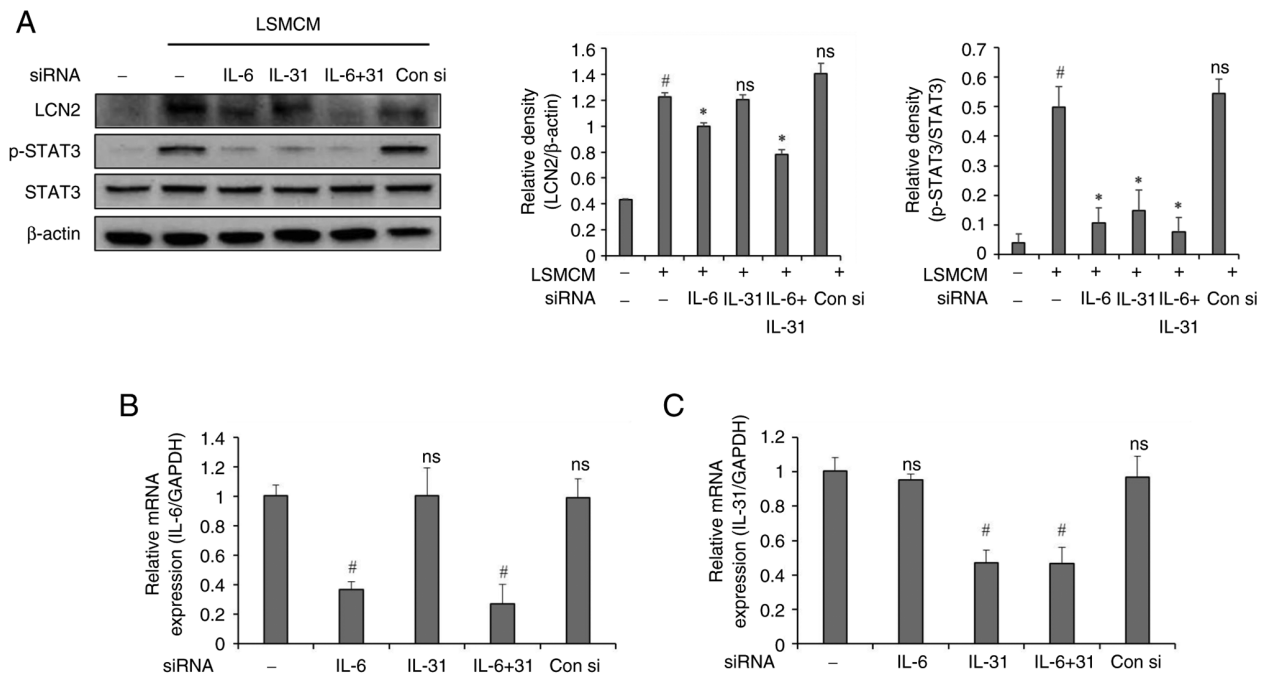 A
LSMCM
siRNA – – IL-6 IL-31 IL-6+31 Con si
LCN2
p-STAT3
STAT3
β-actin
Relative density
(LCN2/β-actin)
1.6
1.4
1.2
1
0.8
0.6
0.4
0.2
0
# * ns * ns
LSMCM – + + + + +
siRNA – – IL-6 IL-31 IL-6+ Con si
IL-31
Relative density
(p-STAT3/STAT3)
0.7
0.6
0.5
0.4
0.3
0.2
0.1
0
# * * * ns
LSMCM – + + + + +
siRNA – – IL-6 IL-31 IL-6+ Con si
IL-31
B
Relative mRNA
expression (IL-6/GAPDH)
1.4
1.2
1
0.8
0.6
0.4
0.2
0
# ns # ns
siRNA – IL-6 IL-31 IL-6+31 Con si
C
Relative mRNA
expression (IL-31/GAPDH)
1.2
1
0.8
0.6
0.4
0.2
0
ns # # ns
siRNA – IL-6 IL-31 IL-6+31 Con si